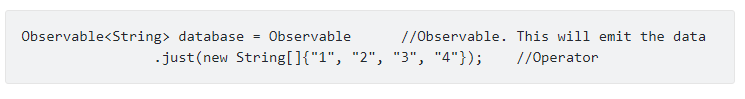 Observable<String> database = Observable      //Observable. This will emit the data
                .just(new String[]{"1", "2", "3", "4"});    //Operator